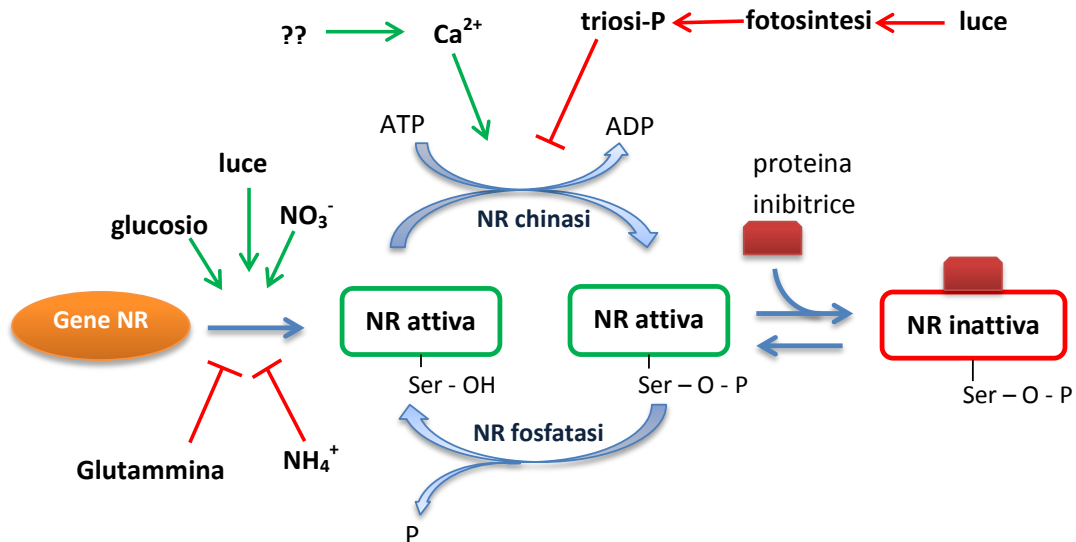 ??
Ca²⁺
triosi-P
fotosintesi
luce
ATP
ADP
luce
glucosio
NO₃⁻
NR chinasi
proteina
inibitrice
Gene NR
NR attiva
NR attiva
NR inattiva
Ser - OH
Ser – O - P
Ser – O - P
NR fosfatasi
Glutammina
NH₄⁺
P